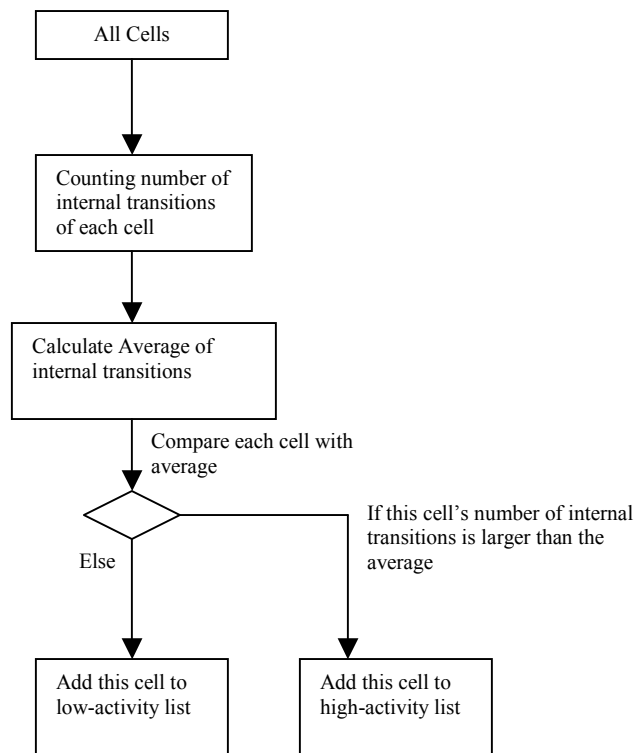 All Cells
Counting number of
internal transitions
of each cell
Calculate Average of
internal transitions
Compare each cell with
average
If this cell’s number of internal
transitions is larger than the
average
Else
Add this cell to
low-activity list
Add this cell to
high-activity list